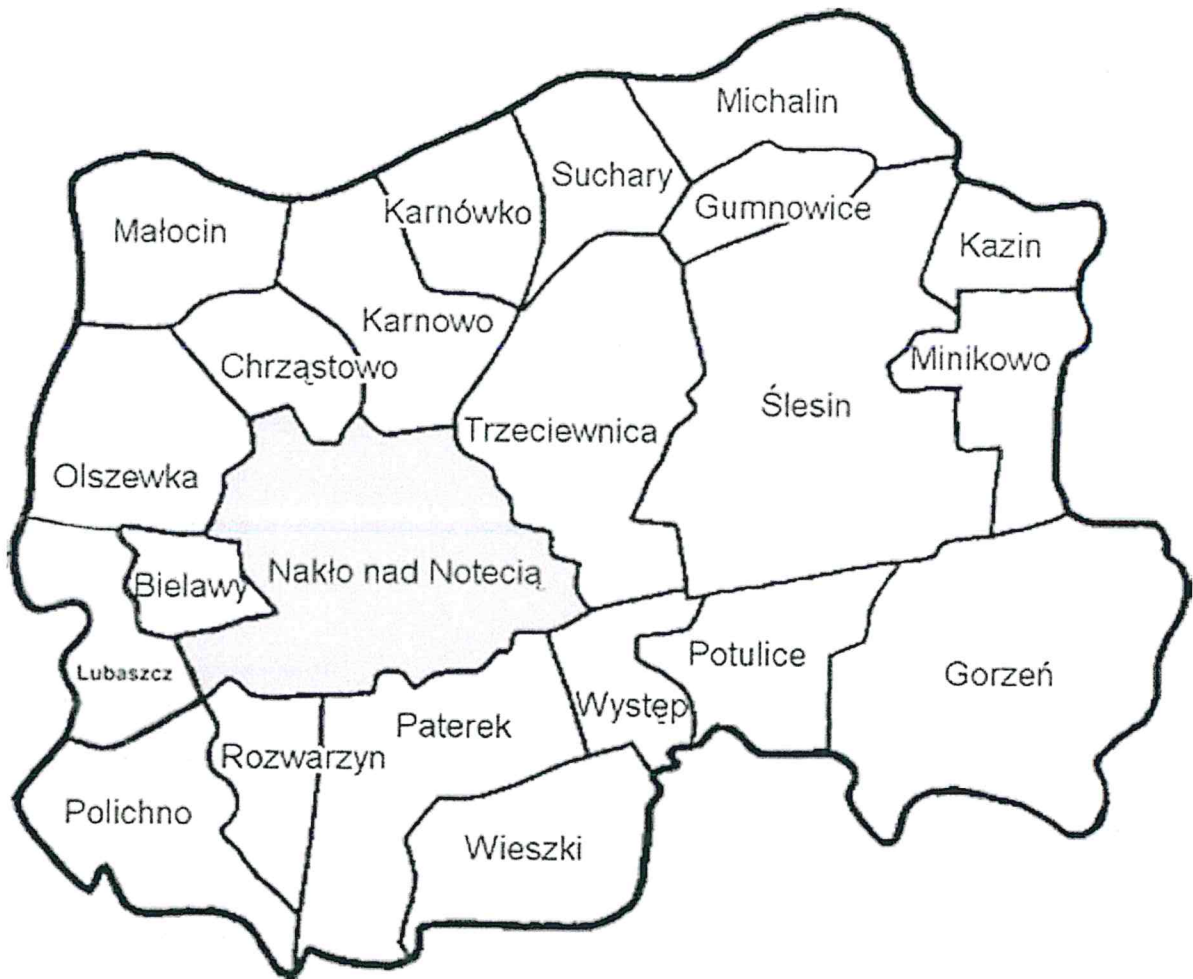 Michalin
Suchary
Karnówko
Gumnowice
Małocin
Kazin
Karnowo
Chrząstowo
Minikowo
Ślesin
Trzeciewnica
Olszewka
Nakło nad Notecią
Bielawy
Potulice
Lubaszcz
Gorzeń
Występ
Paterek
Rozwarzyn
Polichno
Wieszki